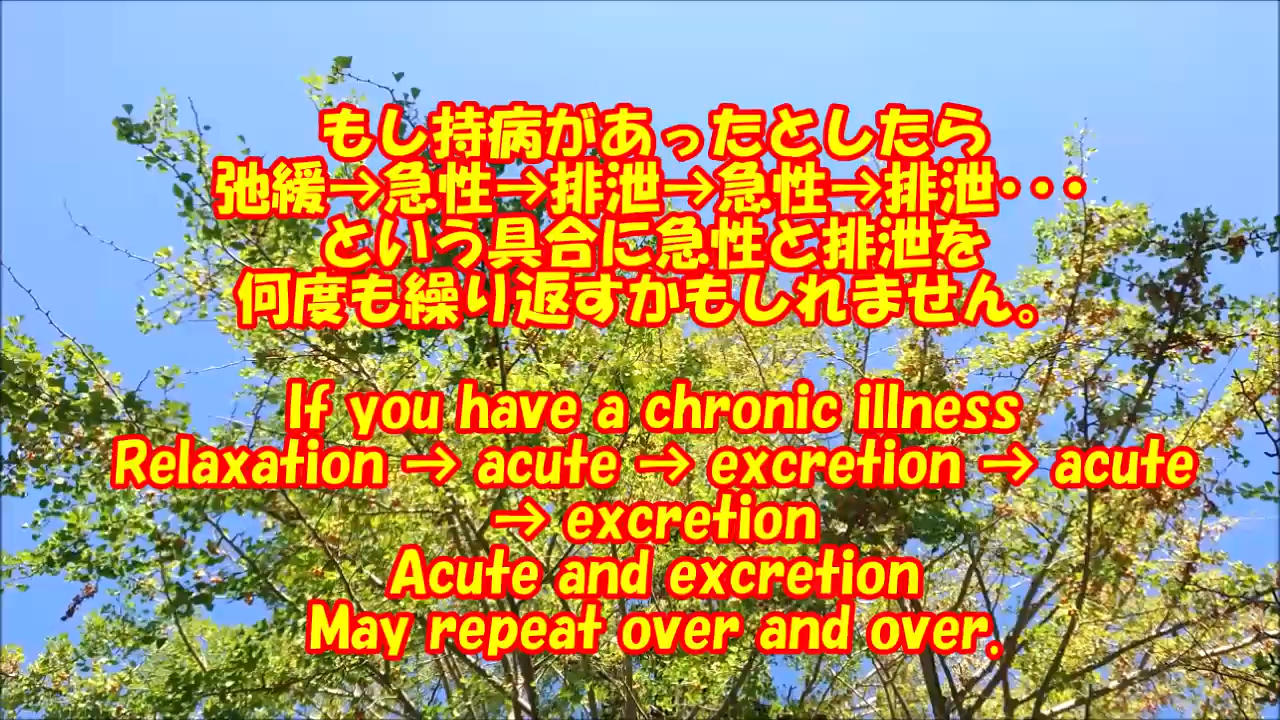 もし持病があったとしたら
弛緩→急性→排泄→急性→排泄･･･
という具合に急性と排泄を
何度も繰り返すかもしれません。
If you have a chronic illness
Relaxation → acute → excretion → acute
→ excretion
Acute and excretion
May repeat over and over.